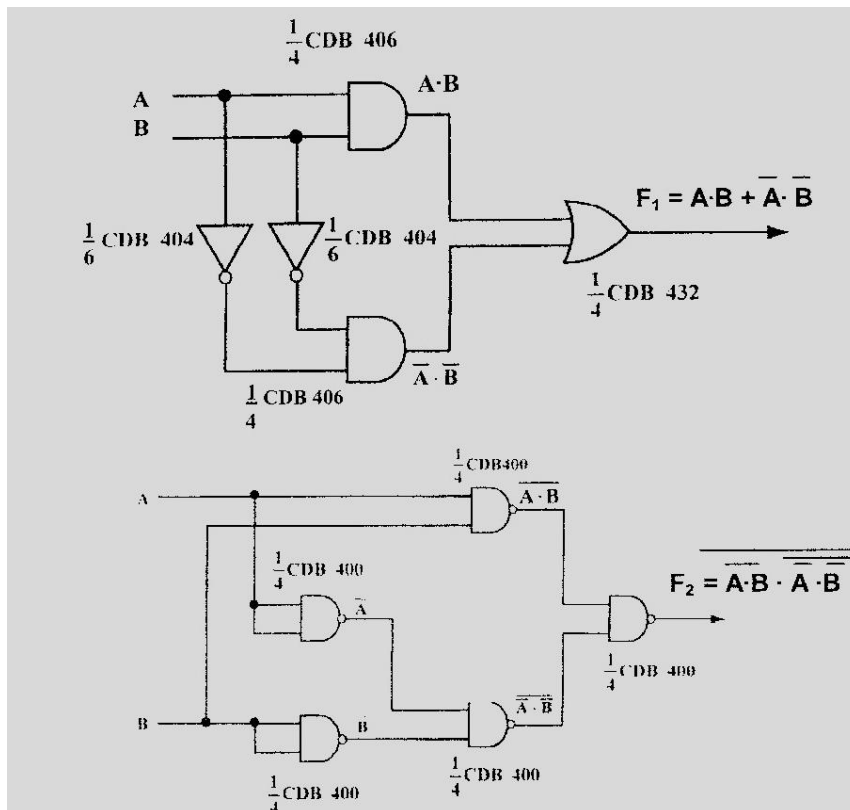 1/4 CDB 406
A
B
A·B
F₁ = A·B + A̅·B̅
1/6 CDB 404
1/6 CDB 404
1/4 CDB 432
A̅·B̅
1/4 CDB 406
1/4 CDB400
A
A̅·̅B̅
1/4 CDB 400
A̅
F₂ = A̅·̅B̅ · A̅·B̅
1/4 CDB 400
B
B̅
A̅·B̅
1/4 CDB 400
1/4 CDB 400